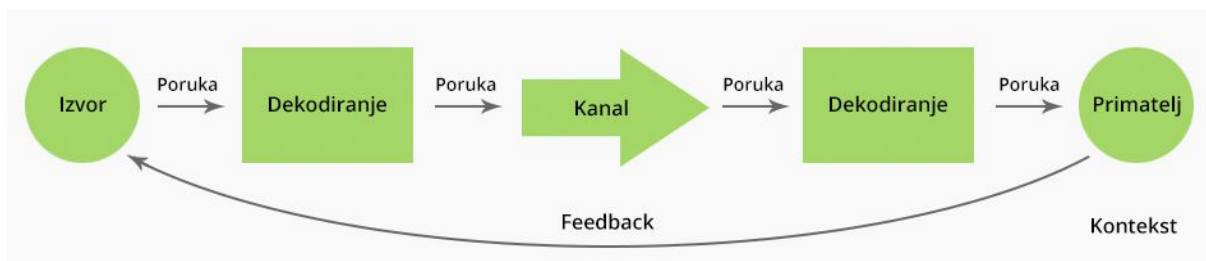 Izvor
Poruka
Dekodiranje
Poruka
Kanal
Poruka
Dekodiranje
Poruka
Primatelj
Feedback
Kontekst